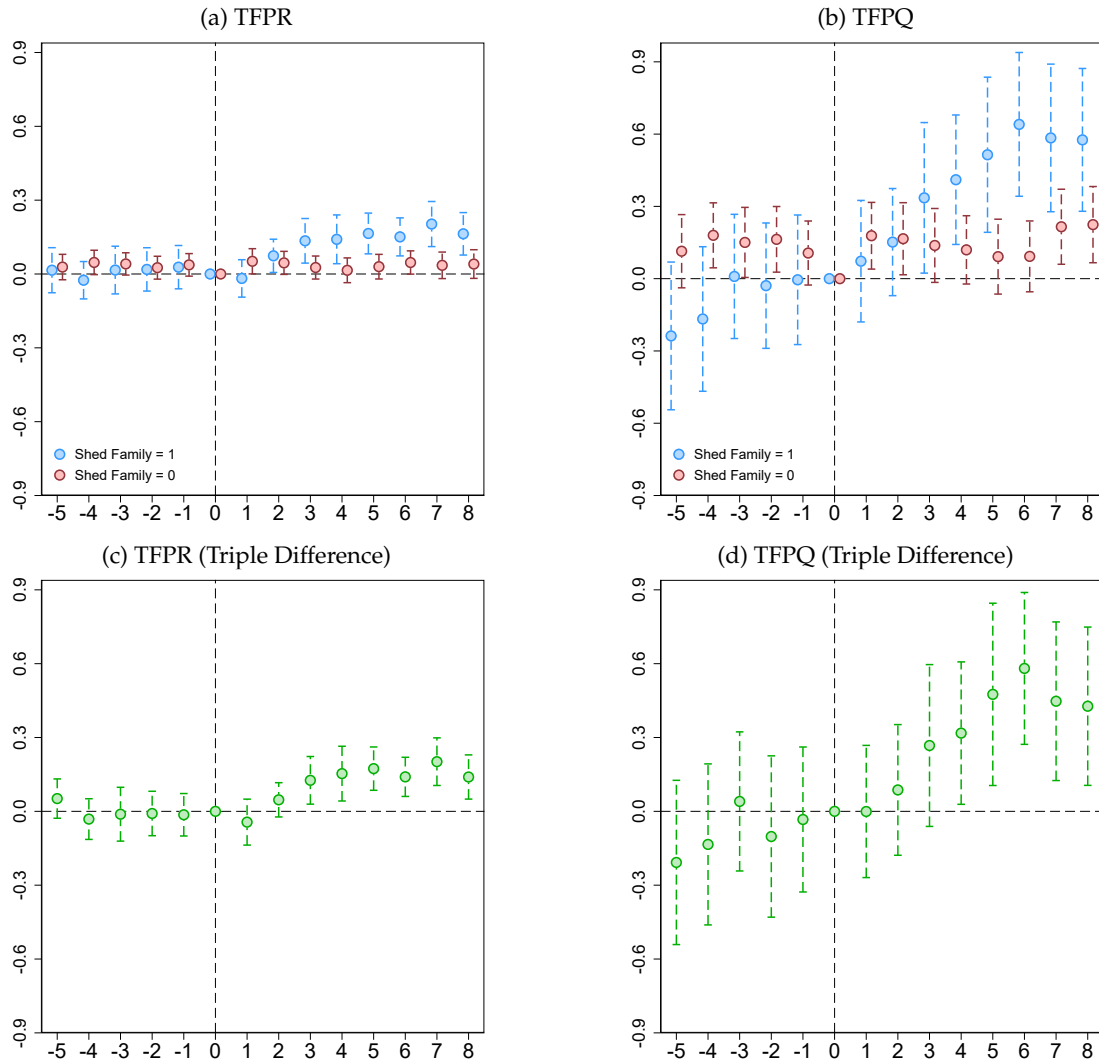 (a) TFPR
0.9
0.6
0.3
0.0
-0.3
-0.6
-0.9
Shed Family = 1
Shed Family = 0
-5 -4 -3 -2 -1 0 1 2 3 4 5 6 7 8
(b) TFPQ
0.9
0.6
0.3
0.0
-0.3
-0.6
-0.9
Shed Family = 1
Shed Family = 0
-5 -4 -3 -2 -1 0 1 2 3 4 5 6 7 8
(c) TFPR (Triple Difference)
0.9
0.6
0.3
0.0
-0.3
-0.6
-0.9
-5 -4 -3 -2 -1 0 1 2 3 4 5 6 7 8
(d) TFPQ (Triple Difference)
0.9
0.6
0.3
0.0
-0.3
-0.6
-0.9
-5 -4 -3 -2 -1 0 1 2 3 4 5 6 7 8